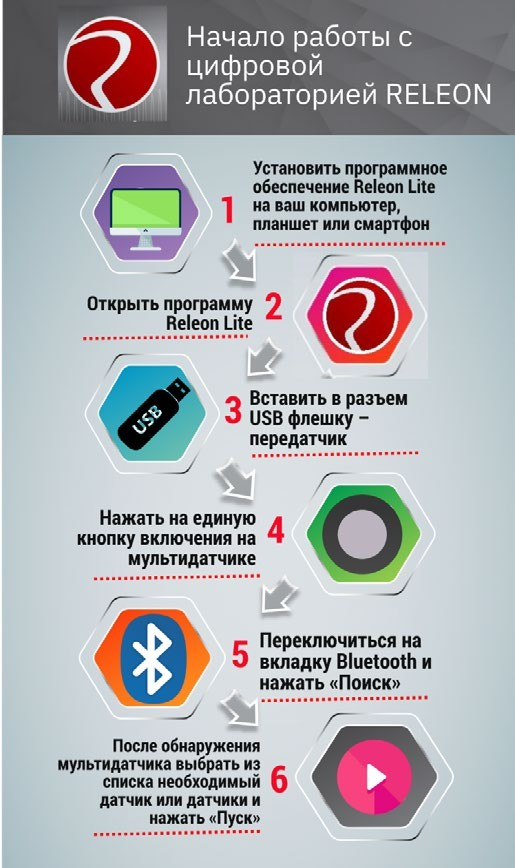 Начало работы с
цифровой
лабораторией RELEON
1
Установить программное
обеспечение Releon Lite
на ваш компьютер,
планшет или смартфон
Открыть программу
Releon Lite
2
USB
3
Вставить в разъем
USB флешку –
передатчик
Нажать на единую
кнопку включения на
мультидатчике
4
5
Переключиться на
вкладку Bluetooth и
нажать «Поиск»
После обнаружения
мультидатчика выбрать из
списка необходимый
датчик или датчики и
нажать «Пуск»
6